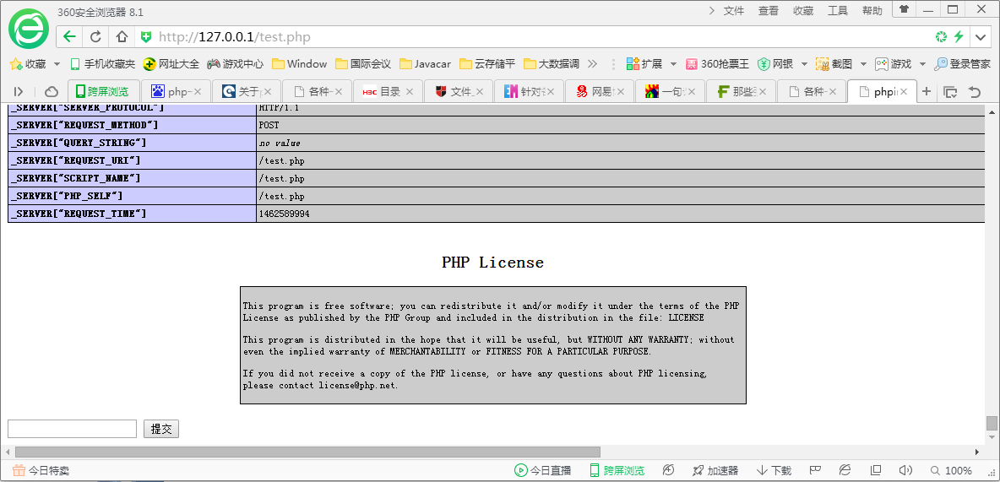 360安全浏览器 8.1
文件 查看 收藏 工具 帮助
http://127.0.0.1/test.php
收藏 手机收藏夹 网址大全 游戏中心 Window 国际会议 Javacar 云存储平 大数据调 扩展 360抢票王 网银 截图 游戏 登录管家
跨屏浏览 php- 关于 各种- H3C 目录 文件 针对 网易 一句 那些 各种- phpi
_SERVER["SERVER_PROTOCOL"] HTTP/1.1
_SERVER["REQUEST_METHOD"] POST
_SERVER["QUERY_STRING"] no value
_SERVER["REQUEST_URI"] /test.php
_SERVER["SCRIPT_NAME"] /test.php
_SERVER["PHP_SELF"] /test.php
_SERVER["REQUEST_TIME"] 1462589994
PHP License
This program is free software; you can redistribute it and/or modify it under the terms of the PHP
License as published by the PHP Group and included in the distribution in the file: LICENSE
This program is distributed in the hope that it will be useful, but WITHOUT ANY WARRANTY; without
even the implied warranty of MERCHANTABILITY or FITNESS FOR A PARTICULAR PURPOSE.
If you did not receive a copy of the PHP license, or have any questions about PHP licensing,
please contact license@php.net.
提交
今日特卖 今日直播 跨屏浏览 加速器 下载 100%